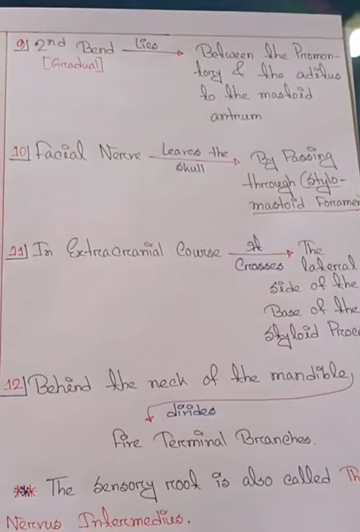 9) 2nd Bend Lies → Between the Promon-
[Gradual] tory & the aditus
to the mastoid
antrum
10) Facial Nerve Leaves the skull → By Passing
through (Stylo-
mastoid Foramen
11) In Extracranial Course It Crosses → The
lateral
side of the
Base of the
Styloid Proce
12) Behind the neck of the mandible,
divides
Five Terminal Branches.
** The sensory root is also called Th
Nervus Intermedius.